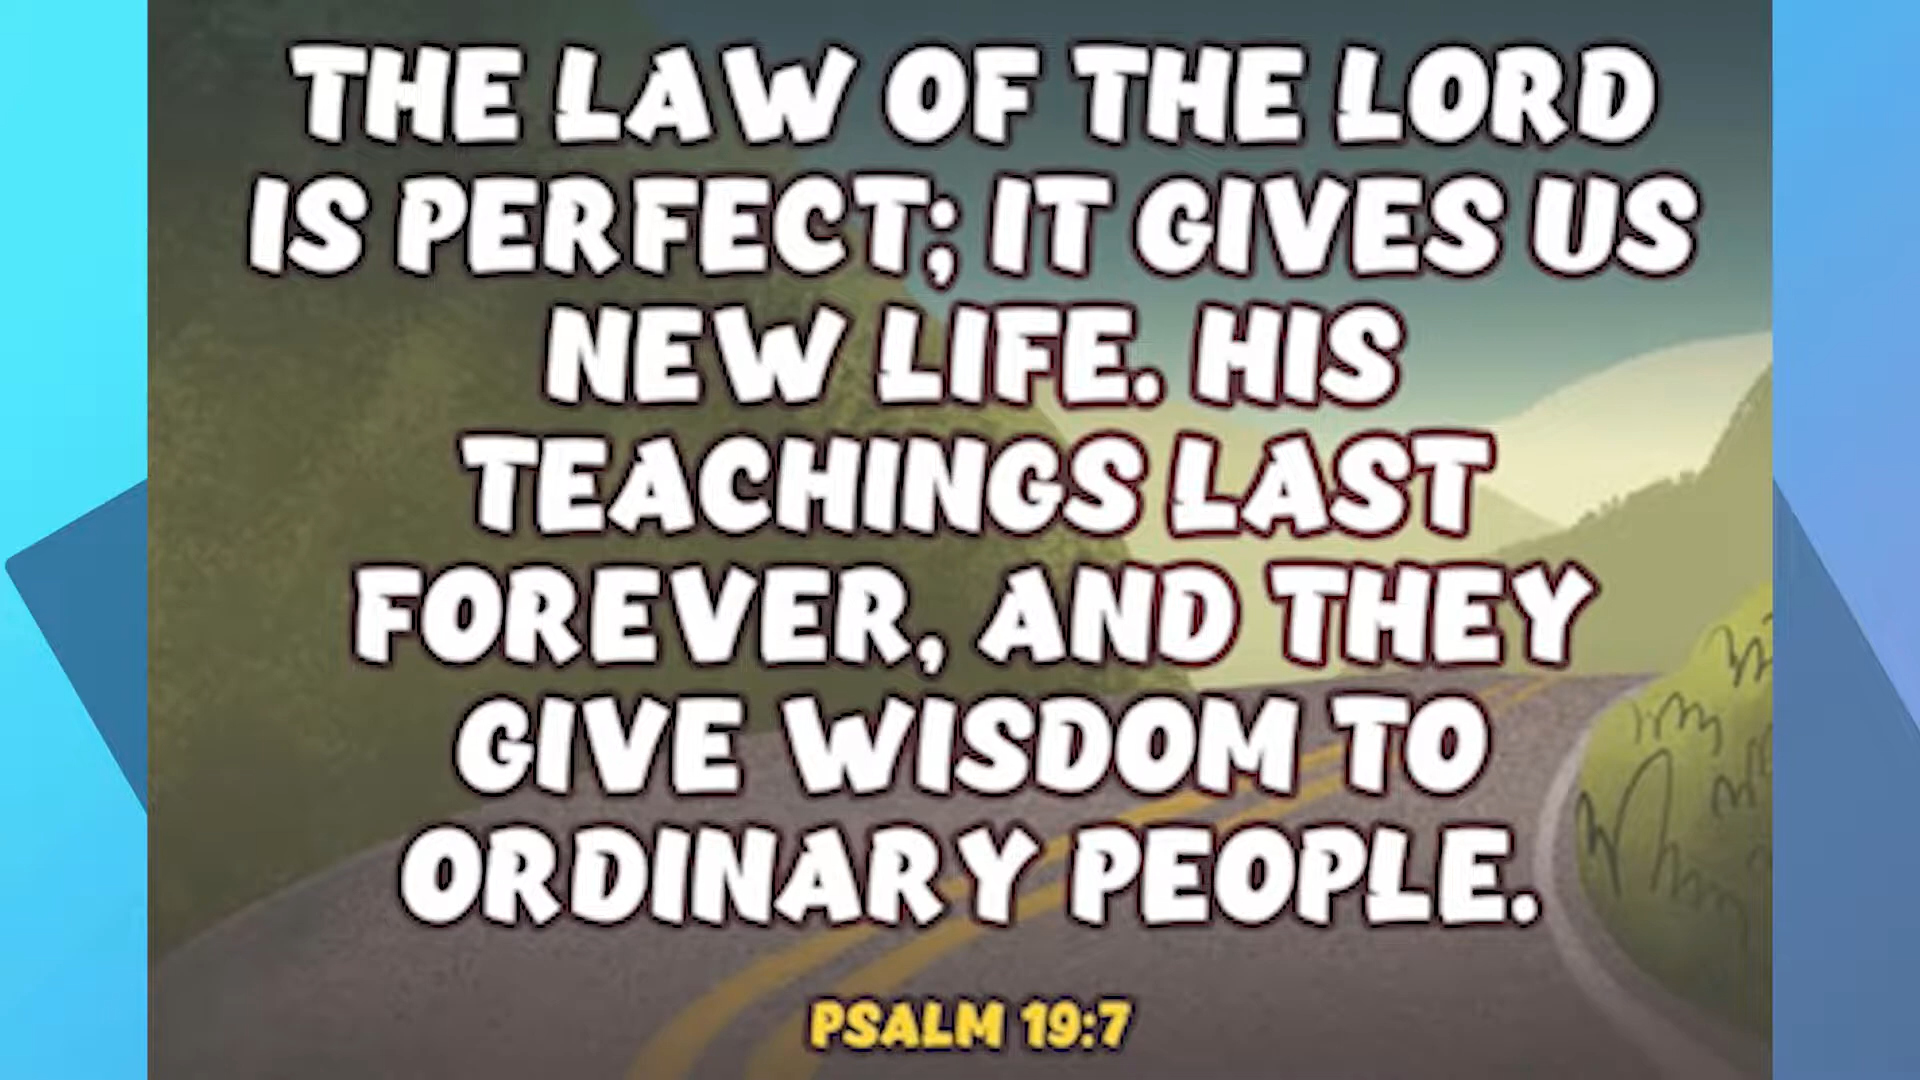 THE LAW OF THE LORD
IS PERFECT; IT GIVES US
NEW LIFE. HIS
TEACHINGS LAST
FOREVER, AND THEY
GIVE WISDOM TO
ORDINARY PEOPLE.
PSALM 19:7